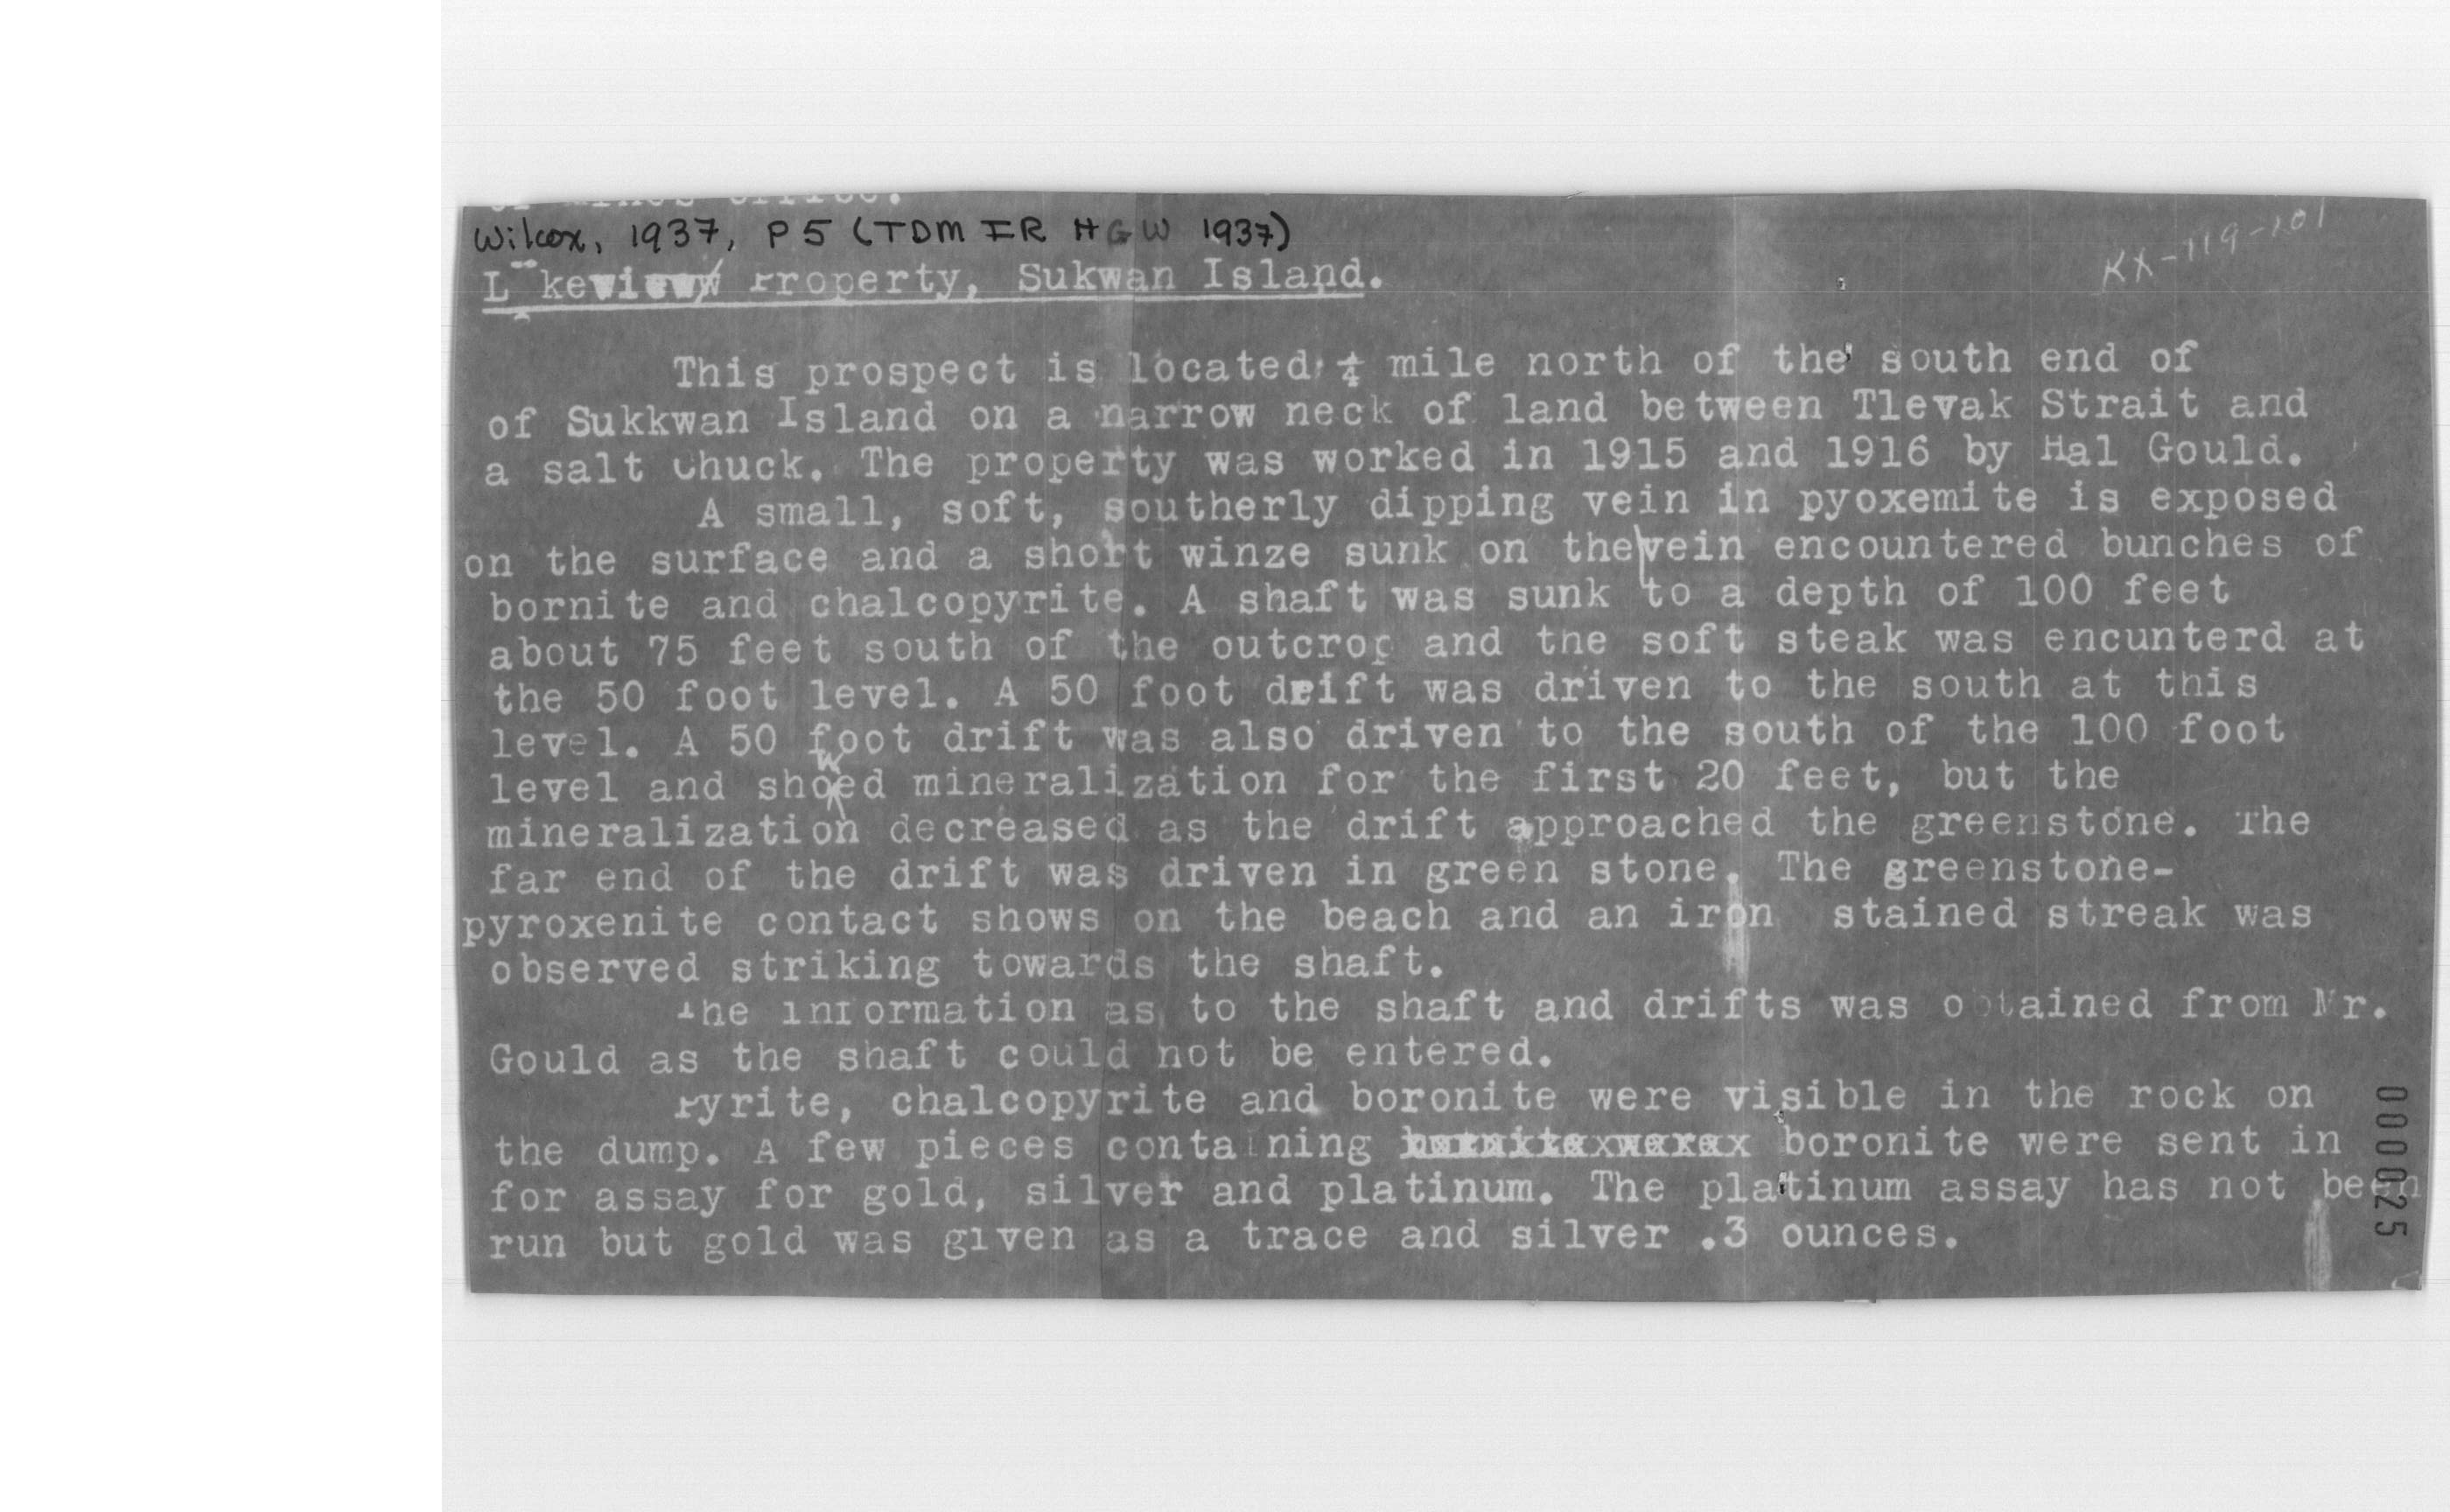 of mines office.
Wilcox, 1937, P 5 (TDM IR HGW 1937)
KX-119-101
Lakeview Property, Sukwan Island.
This prospect is located ¼ mile north of the south end of
of Sukkwan Island on a narrow neck of land between Tlevak Strait and
a salt chuck. The property was worked in 1915 and 1916 by Hal Gould.
A small, soft, southerly dipping vein in pyoxemite is exposed
on the surface and a short winze sunk on the vein encountered bunches of
bornite and chalcopyrite. A shaft was sunk to a depth of 100 feet
about 75 feet south of the outcrop and the soft steak was encunterd at
the 50 foot level. A 50 foot drift was driven to the south at this
level. A 50 foot drift was also driven to the south of the 100 foot
level and showed mineralization for the first 20 feet, but the
mineralization decreased as the drift approached the greenstone. The
far end of the drift was driven in green stone. The greenstone-
pyroxenite contact shows on the beach and an iron stained streak was
observed striking towards the shaft.
The information as to the shaft and drifts was obtained from Mr.
Gould as the shaft could not be entered.
Pyrite, chalcopyrite and boronite were visible in the rock on
the dump. A few pieces containing boronite were sent in
for assay for gold, silver and platinum. The platinum assay has not been
run but gold was given as a trace and silver .3 ounces.
000025